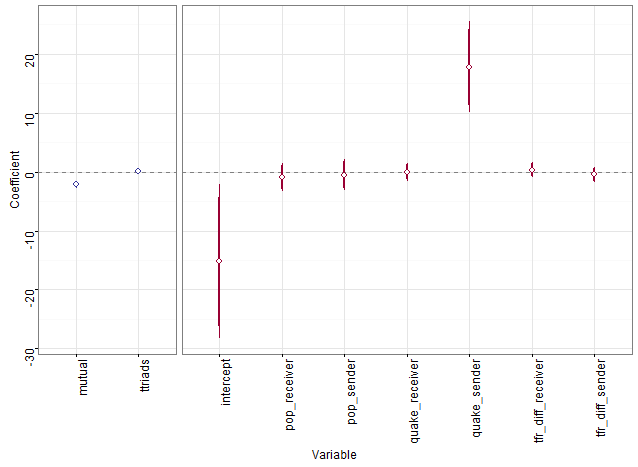 Coefficient
20
10
0
-10
-20
-30
mutual
ttriads
intercept
pop_receiver
pop_sender
quake_receiver
quake_sender
tfr_diff_receiver
tfr_diff_sender
Variable